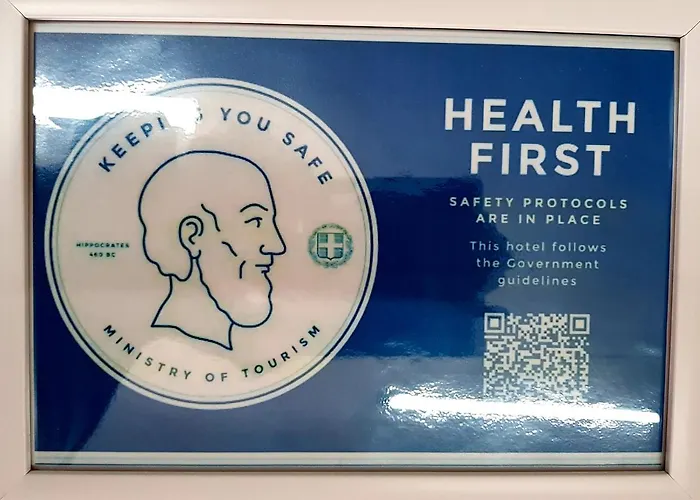 KEEPING YOU SAFE
HIPPOCRATES
460 BC
MINISTRY OF TOURISM
HEALTH
FIRST
SAFETY PROTOCOLS
ARE IN PLACE
This hotel follows
the Government
guidelines